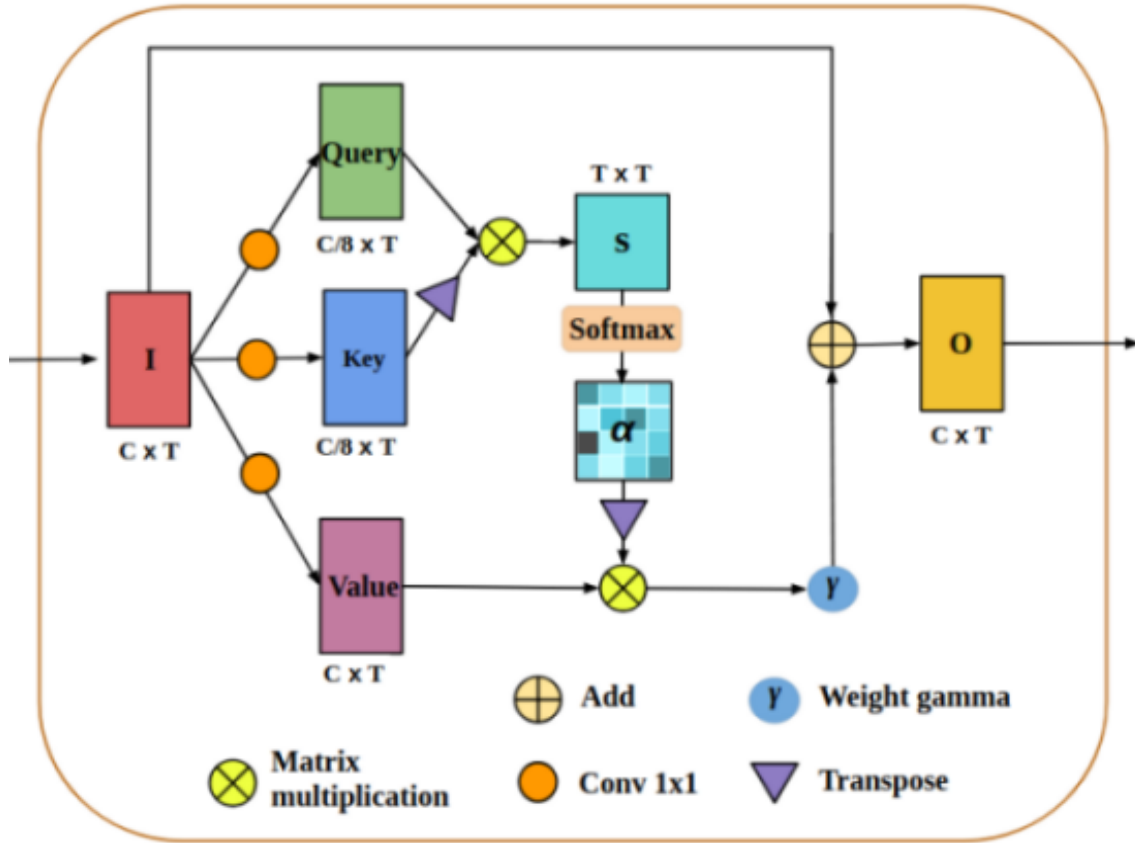 Query
T x T
S
C/8 x T
Softmax
I
Key
O
C x T
C/8 x T
α
C x T
Value
γ
C x T
Add
γ
Weight gamma
Matrix
multiplication
Conv 1x1
Transpose